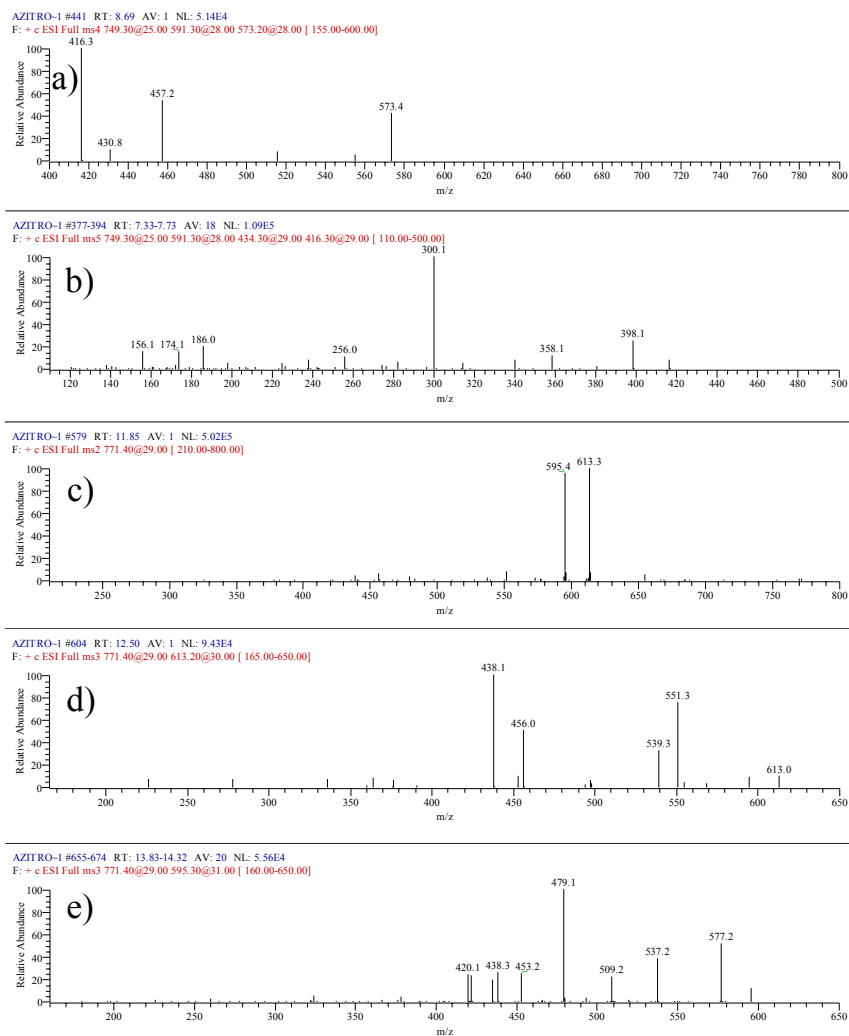 AZITRO~1 #441 RT: 8.69 AV: 1 NL: 5.14E4
F: + c ESI Full ms4 749.30@25.00 591.30@28.00 573.20@28.00 [ 155.00-600.00]
416.3
100
a)
80
573.4
457.2
60
Relative Abundance
40
430.8
20
0
400 420 440 460 480 500 520 540 560 580 600 620 640 660 680 700 720 740 760 780 800
m/z
AZITRO~1 #377-394 RT: 7.33-7.73 AV: 18 NL: 1.09E5
F: + c ESI Full ms5 749.30@25.00 591.30@28.00 434.30@29.00 416.30@29.00 [ 110.00-500.00]
300.1
100
b)
80
60
Relative Abundance
40
398.1
186.0
156.1 174.1 256.0 358.1
20
0
120 140 160 180 200 220 240 260 280 300 320 340 360 380 400 420 440 460 480 500
m/z
AZITRO~1 #579 RT: 11.85 AV: 1 NL: 5.02E5
F: + c ESI Full ms2 771.40@29.00 [ 210.00-800.00]
595.4 613.3
100
c)
80
60
Relative Abundance
40
20
0
250 300 350 400 450 500 550 600 650 700 750 800
m/z
AZITRO~1 #604 RT: 12.50 AV: 1 NL: 9.43E4
F: + c ESI Full ms3 771.40@29.00 613.20@30.00 [ 165.00-650.00]
438.1
100
d)
551.3
80
456.0
60
Relative Abundance
539.3
40
613.0
20
0
200 250 300 350 400 450 500 550 600 650
m/z
AZITRO~1 #655-674 RT: 13.83-14.32 AV: 20 NL: 5.56E4
F: + c ESI Full ms3 771.40@29.00 595.30@31.00 [ 160.00-650.00]
479.1
100
e)
80
577.2
60
537.2
Relative Abundance
40
420.1 438.3 453.2 509.2
20
0
200 250 300 350 400 450 500 550 600 650
m/z